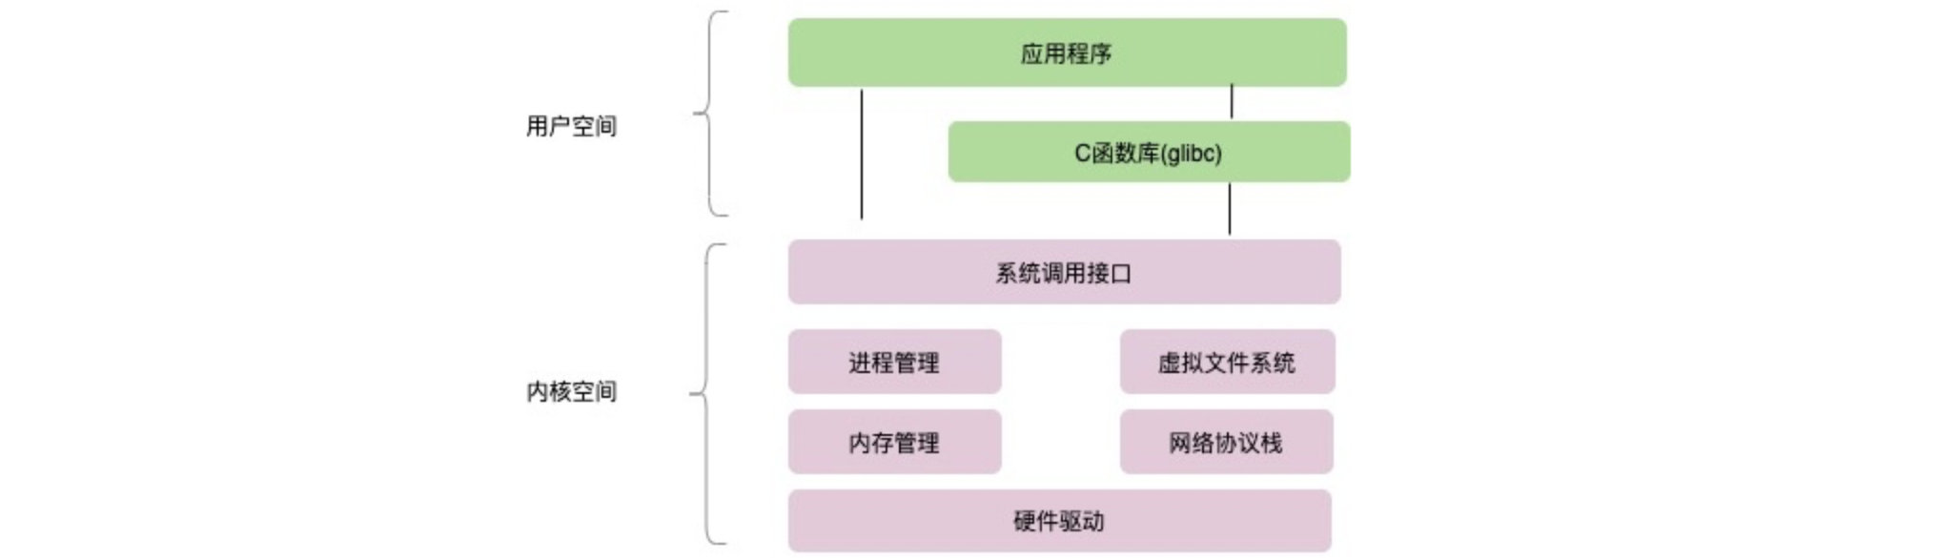 应用程序
用户空间
C函数库(glibc)
系统调用接口
进程管理
虚拟文件系统
内核空间
内存管理
网络协议栈
硬件驱动